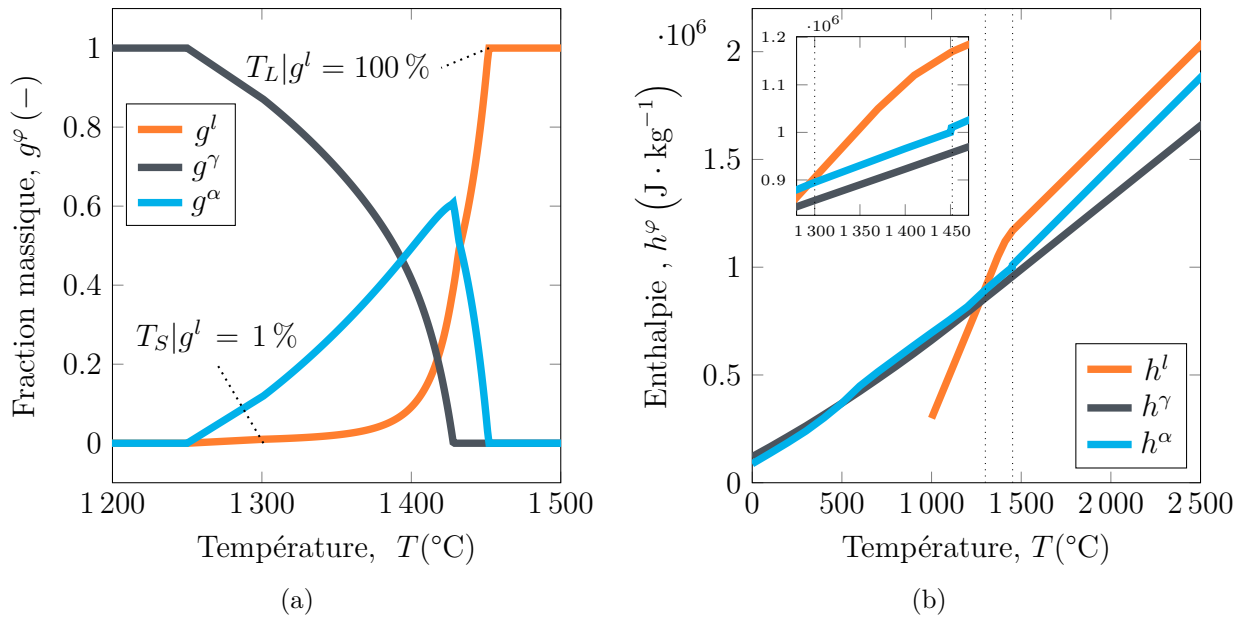 Fraction massique, g^φ (−)
1
0.8
0.6
0.4
0.2
0
T_L|g^l = 100 %
g^l
g^γ
g^α
T_S|g^l = 1 %
1 200
1 300
1 400
1 500
Température, T(°C)
(a)
Enthalpie , h^φ (J · kg^−1)
·10^6
2
1.5
1
0.5
0
·10^6
1.2
1.1
1
0.9
1 300
1 350
1 400
1 450
h^l
h^γ
h^α
0
500
1 000
1 500
2 000
2 500
Température, T(°C)
(b)